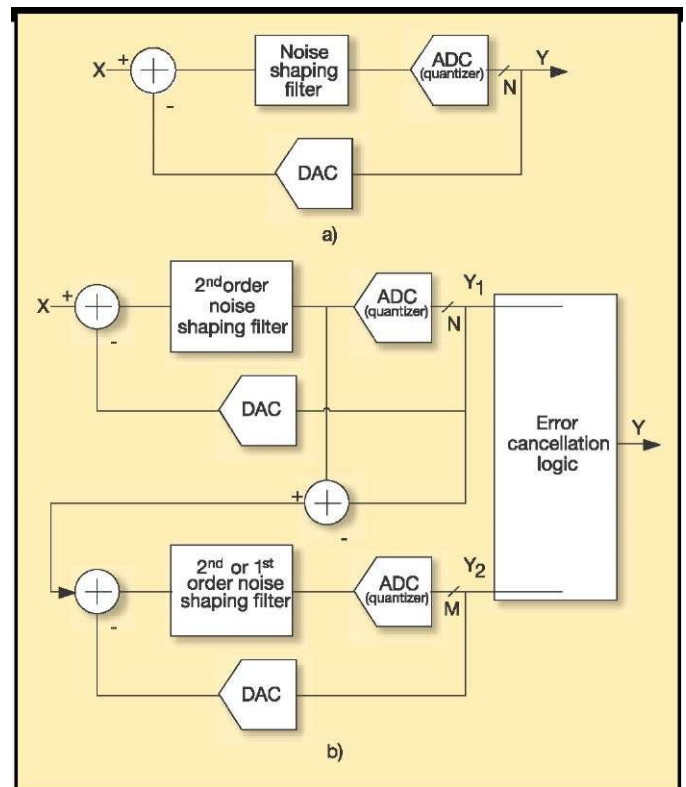 X
+
-
Noise
shaping
filter
ADC
(quantizer)
N
Y
DAC
a)
X
+
-
2nd order
noise
shaping filter
ADC
(quantizer)
N
Y1
DAC
Error
cancellation
logic
Y
+
-
-
2nd or 1st
order noise
shaping filter
ADC
(quantizer)
M
Y2
DAC
b)